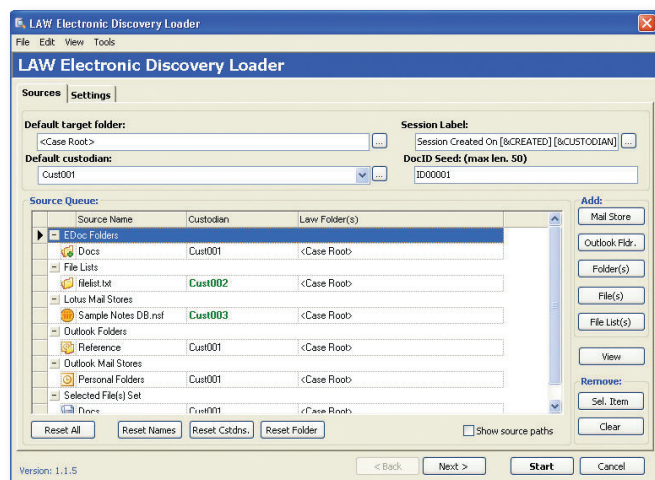 LAW Electronic Discovery Loader
File Edit View Tools
LAW Electronic Discovery Loader
Sources Settings
Default target folder: Session Label:
<Case Root> ... Session Created On [&CREATED] [&CUSTODIAN] ...
Default custodian: DocID Seed: (max len. 50)
Cust001 ... ID00001
Source Queue: Add:
Source Name Custodian Law Folder(s) Mail Store
EDoc Folders
Docs Cust001 <Case Root> Outlook Fldr.
File Lists Folder(s)
filelist.txt Cust002 <Case Root>
Lotus Mail Stores File(s)
Sample Notes DB.nsf Cust003 <Case Root>
Outlook Folders File List(s)
Reference Cust001 <Case Root>
Outlook Mail Stores View
Personal Folders Cust001 <Case Root> Remove:
Selected File(s) Set Sel. Item
Docs Cust001 <Case Root>
Reset All Reset Names Reset Cstdns. Reset Folder Show source paths Clear
Version: 1.1.5 < Back Next > Start Cancel